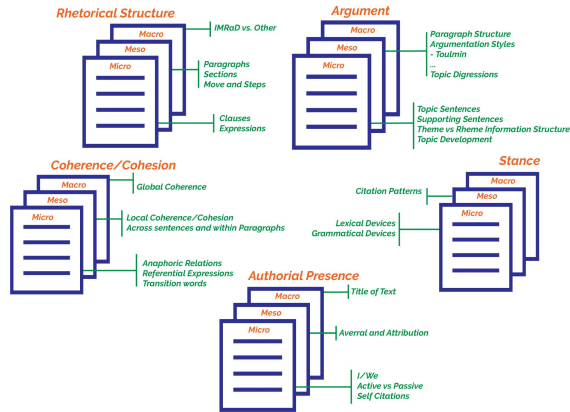 Rhetorical Structure
Macro
Meso
Micro
IMRaD vs. Other
Paragraphs
Sections
Move and Steps
Clauses
Expressions
Argument
Macro
Meso
Micro
Paragraph Structure
Argumentation Styles
- Toulmin
...
Topic Digressions
Topic Sentences
Supporting Sentences
Theme vs Rheme Information Structure
Topic Development
Coherence/Cohesion
Macro
Meso
Micro
Global Coherence
Local Coherence/Cohesion
Across sentences and within Paragraphs
Anaphoric Relations
Referential Expressions
Transition words
Stance
Macro
Meso
Micro
Citation Patterns
Lexical Devices
Grammatical Devices
Authorial Presence
Macro
Meso
Micro
Title of Text
Averral and Attribution
I/We
Active vs Passive
Self Citations